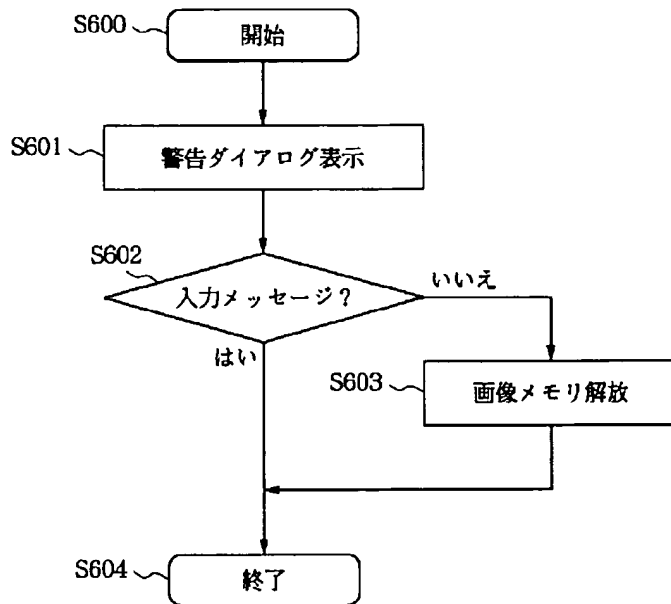 S600
開始
S601
警告ダイアログ表示
S602
入力メッセージ?
いいえ
はい
S603
画像メモリ解放
S604
終了